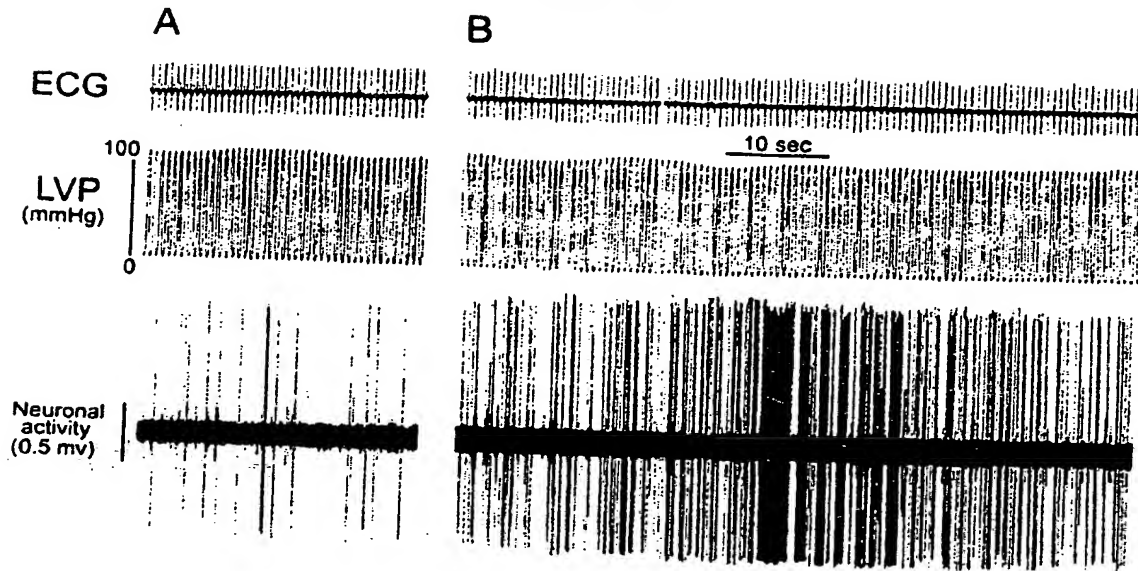 A
B
ECG
10 sec
100
LVP
(mmHg)
0
Neuronal
activity
(0.5 mv)